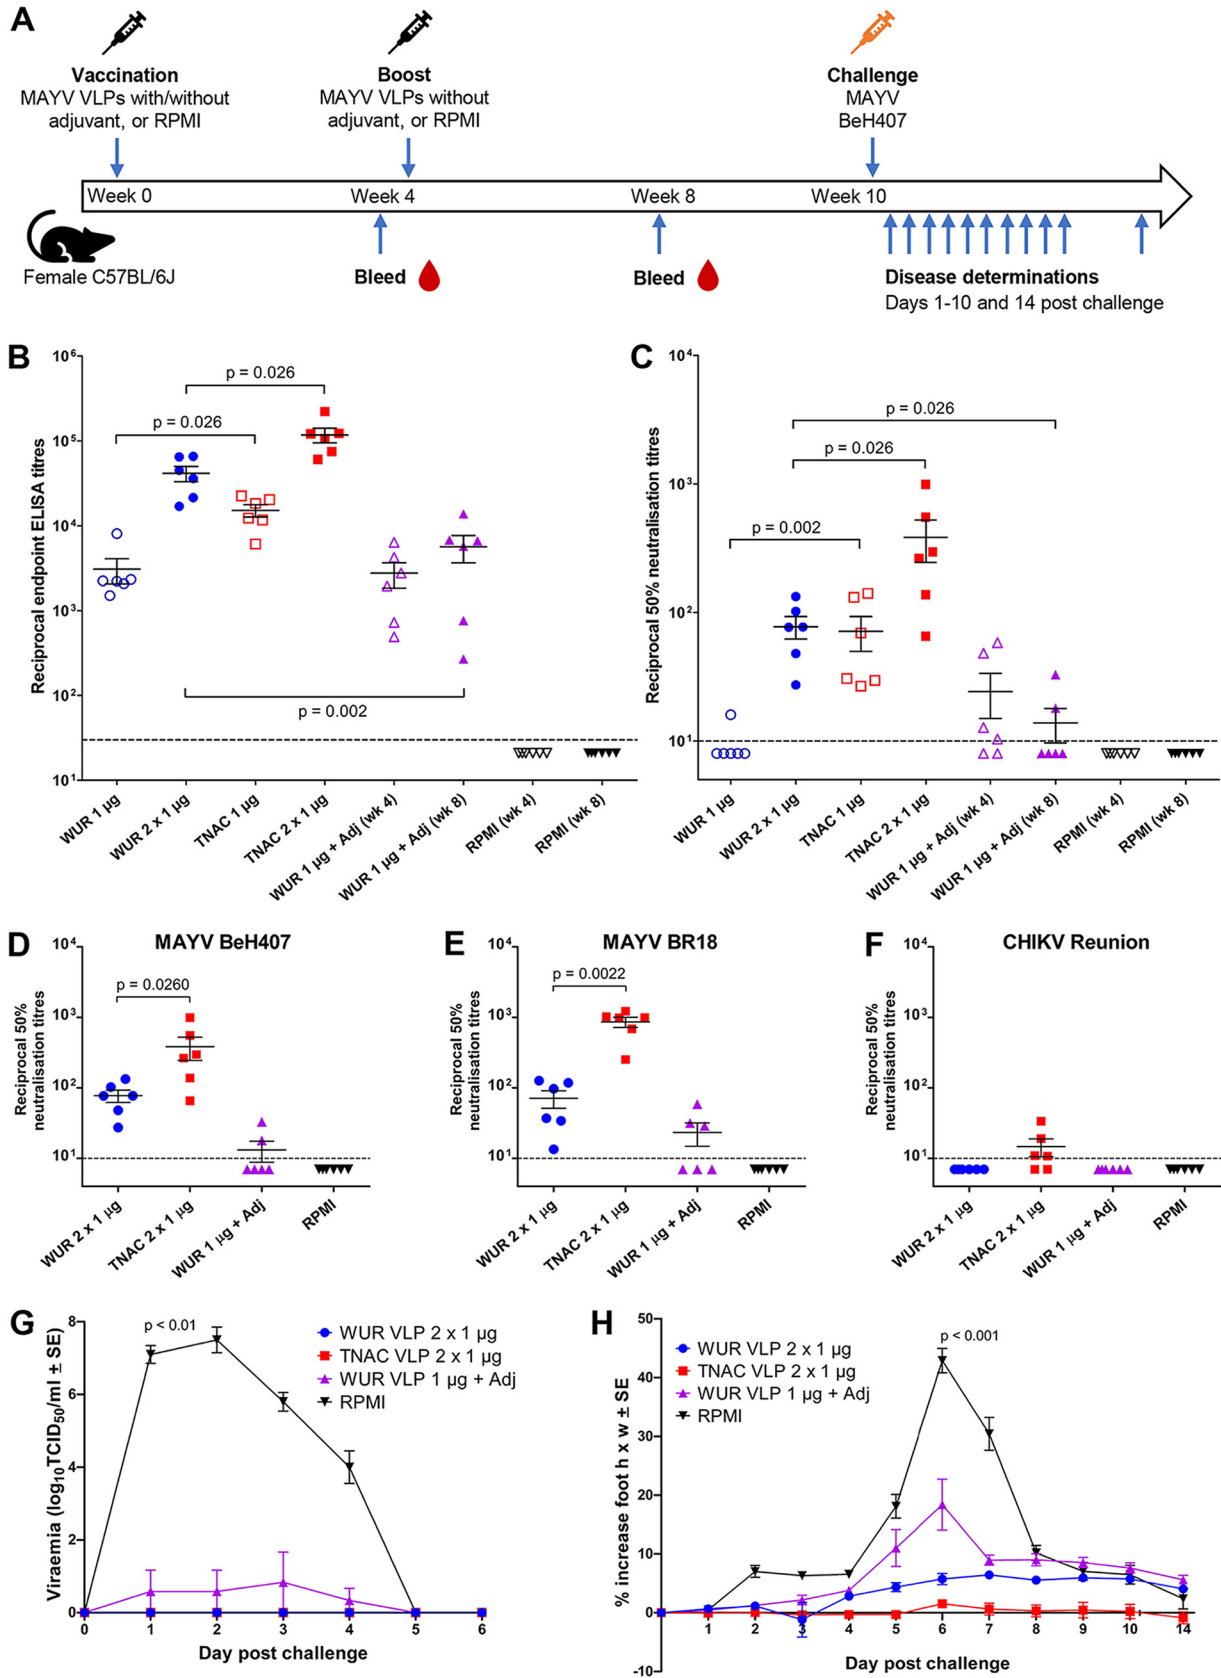 A
Vaccination
MAYV VLPs with/without
adjuvant, or RPMI
Boost
MAYV VLPs without
adjuvant, or RPMI
Challenge
MAYV
BeH407
Week 0
Week 4
Week 8
Week 10
Female C57BL/6J
Bleed
Bleed
Disease determinations
Days 1-10 and 14 post challenge
B
Reciprocal endpoint ELISA titres
10⁶
10⁵
10⁴
10³
10²
10¹
p = 0.026
p = 0.026
p = 0.002
WUR 1 µg
WUR 2 x 1 µg
TNAC 1 µg
TNAC 2 x 1 µg
WUR 1 µg + Adj (wk 4)
WUR 1 µg + Adj (wk 8)
RPMI (wk 4)
RPMI (wk 8)
C
Reciprocal 50% neutralisation titres
10⁴
10³
10²
10¹
p = 0.026
p = 0.026
p = 0.002
WUR 1 µg
WUR 2 x 1 µg
TNAC 1 µg
TNAC 2 x 1 µg
WUR 1 µg + Adj (wk 4)
WUR 1 µg + Adj (wk 8)
RPMI (wk 4)
RPMI (wk 8)
D
MAYV BeH407
Reciprocal 50%
neutralisation titres
10⁴
10³
10²
10¹
p = 0.0260
WUR 2 x 1 µg
TNAC 2 x 1 µg
WUR 1 µg + Adj
RPMI
E
MAYV BR18
Reciprocal 50%
neutralisation titres
10⁴
10³
10²
10¹
p = 0.0022
WUR 2 x 1 µg
TNAC 2 x 1 µg
WUR 1 µg + Adj
RPMI
F
CHIKV Reunion
Reciprocal 50%
neutralisation titres
10⁴
10³
10²
10¹
WUR 2 x 1 µg
TNAC 2 x 1 µg
WUR 1 µg + Adj
RPMI
G
Viraemia (log₁₀TCID₅₀/ml ± SE)
8
6
4
2
0
p < 0.01
WUR VLP 2 x 1 µg
TNAC VLP 2 x 1 µg
WUR VLP 1 µg + Adj
RPMI
0 1 2 3 4 5 6
Day post challenge
H
% increase foot h x w ± SE
50
40
30
20
10
0
-10
p < 0.001
WUR VLP 2 x 1 µg
TNAC VLP 2 x 1 µg
WUR VLP 1 µg + Adj
RPMI
1 2 3 4 5 6 7 8 9 10 14
Day post challenge